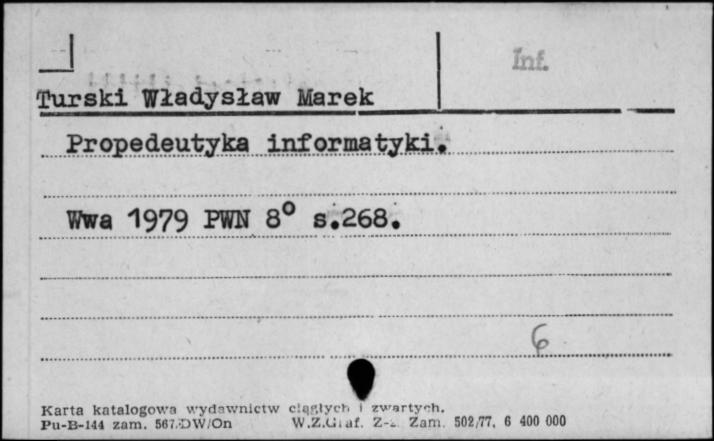 Inf.
Turski Władysław Marek
Propedeutyka informatyki.
Wwa 1979 PWN 8° s.268.
6
Karta katalogowa wydawnictw ciągłych i zwartych.
Pu-B-144 zam. 567/DW/On W.Z.Graf. Z-2 Zam. 502/77. 6 400 000